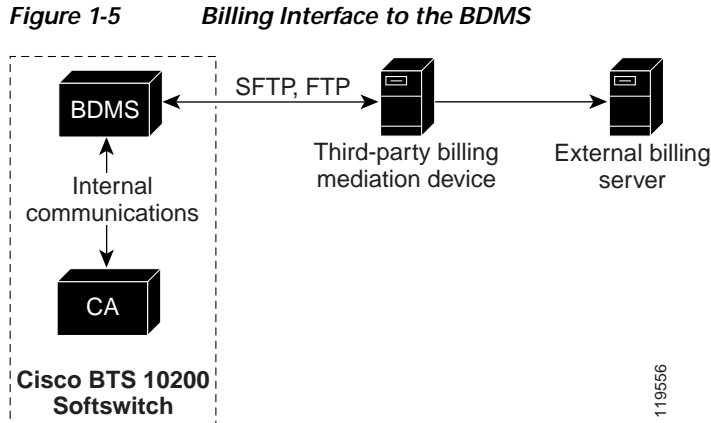 Figure 1-5 Billing Interface to the BDMS
BDMS
SFTP, FTP
Third-party billing
mediation device
External billing
server
Internal
communications
CA
Cisco BTS 10200
Softswitch
119556